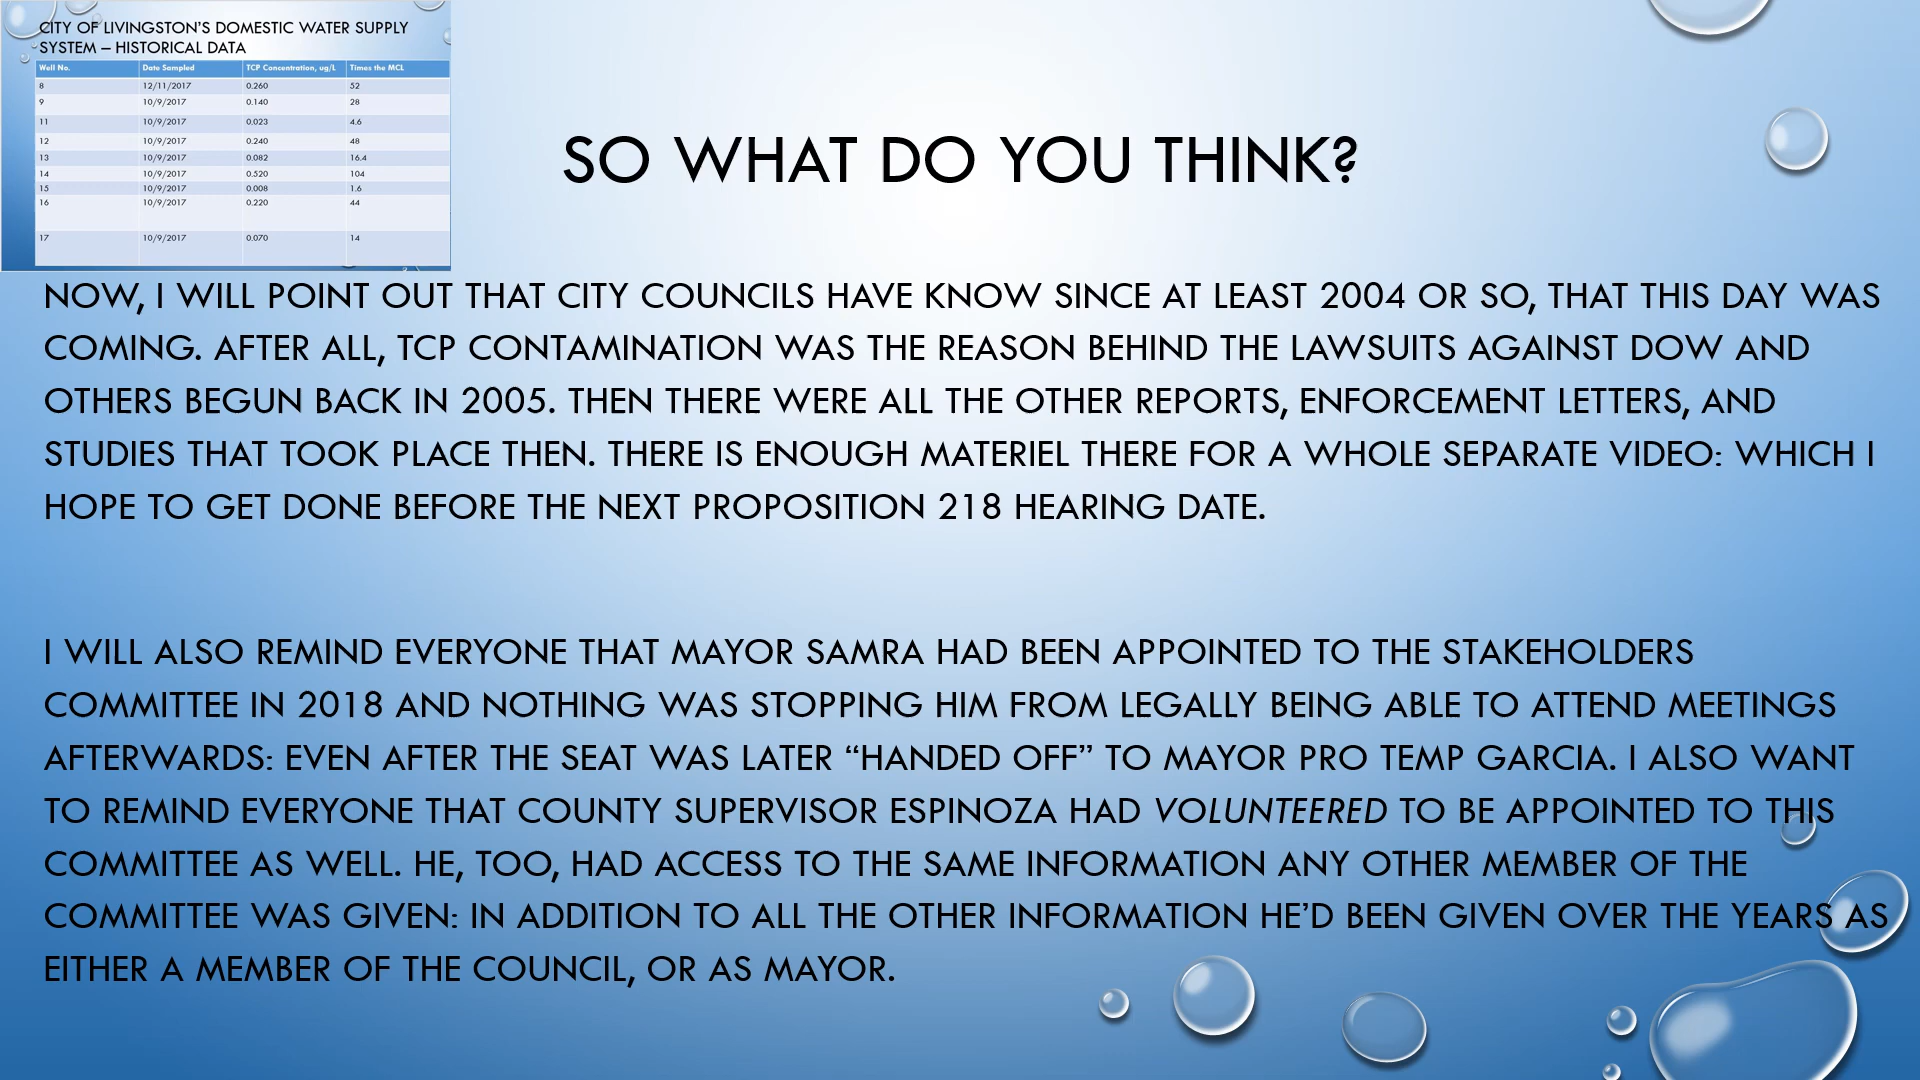 CITY OF LIVINGSTON’S DOMESTIC WATER SUPPLY
SYSTEM – HISTORICAL DATA
Well No. Date Sampled TCP Concentration, ug/L Times the MCL
8 12/11/2017 0.260 52
9 10/9/2017 0.140 28
11 10/9/2017 0.023 4.6
12 10/9/2017 0.240 48
13 10/9/2017 0.082 16.4
14 10/9/2017 0.520 104
15 10/9/2017 0.008 1.6
16 10/9/2017 0.220 44
17 10/9/2017 0.070 14
SO WHAT DO YOU THINK?
NOW, I WILL POINT OUT THAT CITY COUNCILS HAVE KNOW SINCE AT LEAST 2004 OR SO, THAT THIS DAY WAS
COMING. AFTER ALL, TCP CONTAMINATION WAS THE REASON BEHIND THE LAWSUITS AGAINST DOW AND
OTHERS BEGUN BACK IN 2005. THEN THERE WERE ALL THE OTHER REPORTS, ENFORCEMENT LETTERS, AND
STUDIES THAT TOOK PLACE THEN. THERE IS ENOUGH MATERIEL THERE FOR A WHOLE SEPARATE VIDEO: WHICH I
HOPE TO GET DONE BEFORE THE NEXT PROPOSITION 218 HEARING DATE.
I WILL ALSO REMIND EVERYONE THAT MAYOR SAMRA HAD BEEN APPOINTED TO THE STAKEHOLDERS
COMMITTEE IN 2018 AND NOTHING WAS STOPPING HIM FROM LEGALLY BEING ABLE TO ATTEND MEETINGS
AFTERWARDS: EVEN AFTER THE SEAT WAS LATER “HANDED OFF” TO MAYOR PRO TEMP GARCIA. I ALSO WANT
TO REMIND EVERYONE THAT COUNTY SUPERVISOR ESPINOZA HAD VOLUNTEERED TO BE APPOINTED TO THIS
COMMITTEE AS WELL. HE, TOO, HAD ACCESS TO THE SAME INFORMATION ANY OTHER MEMBER OF THE
COMMITTEE WAS GIVEN: IN ADDITION TO ALL THE OTHER INFORMATION HE’D BEEN GIVEN OVER THE YEARS AS
EITHER A MEMBER OF THE COUNCIL, OR AS MAYOR.